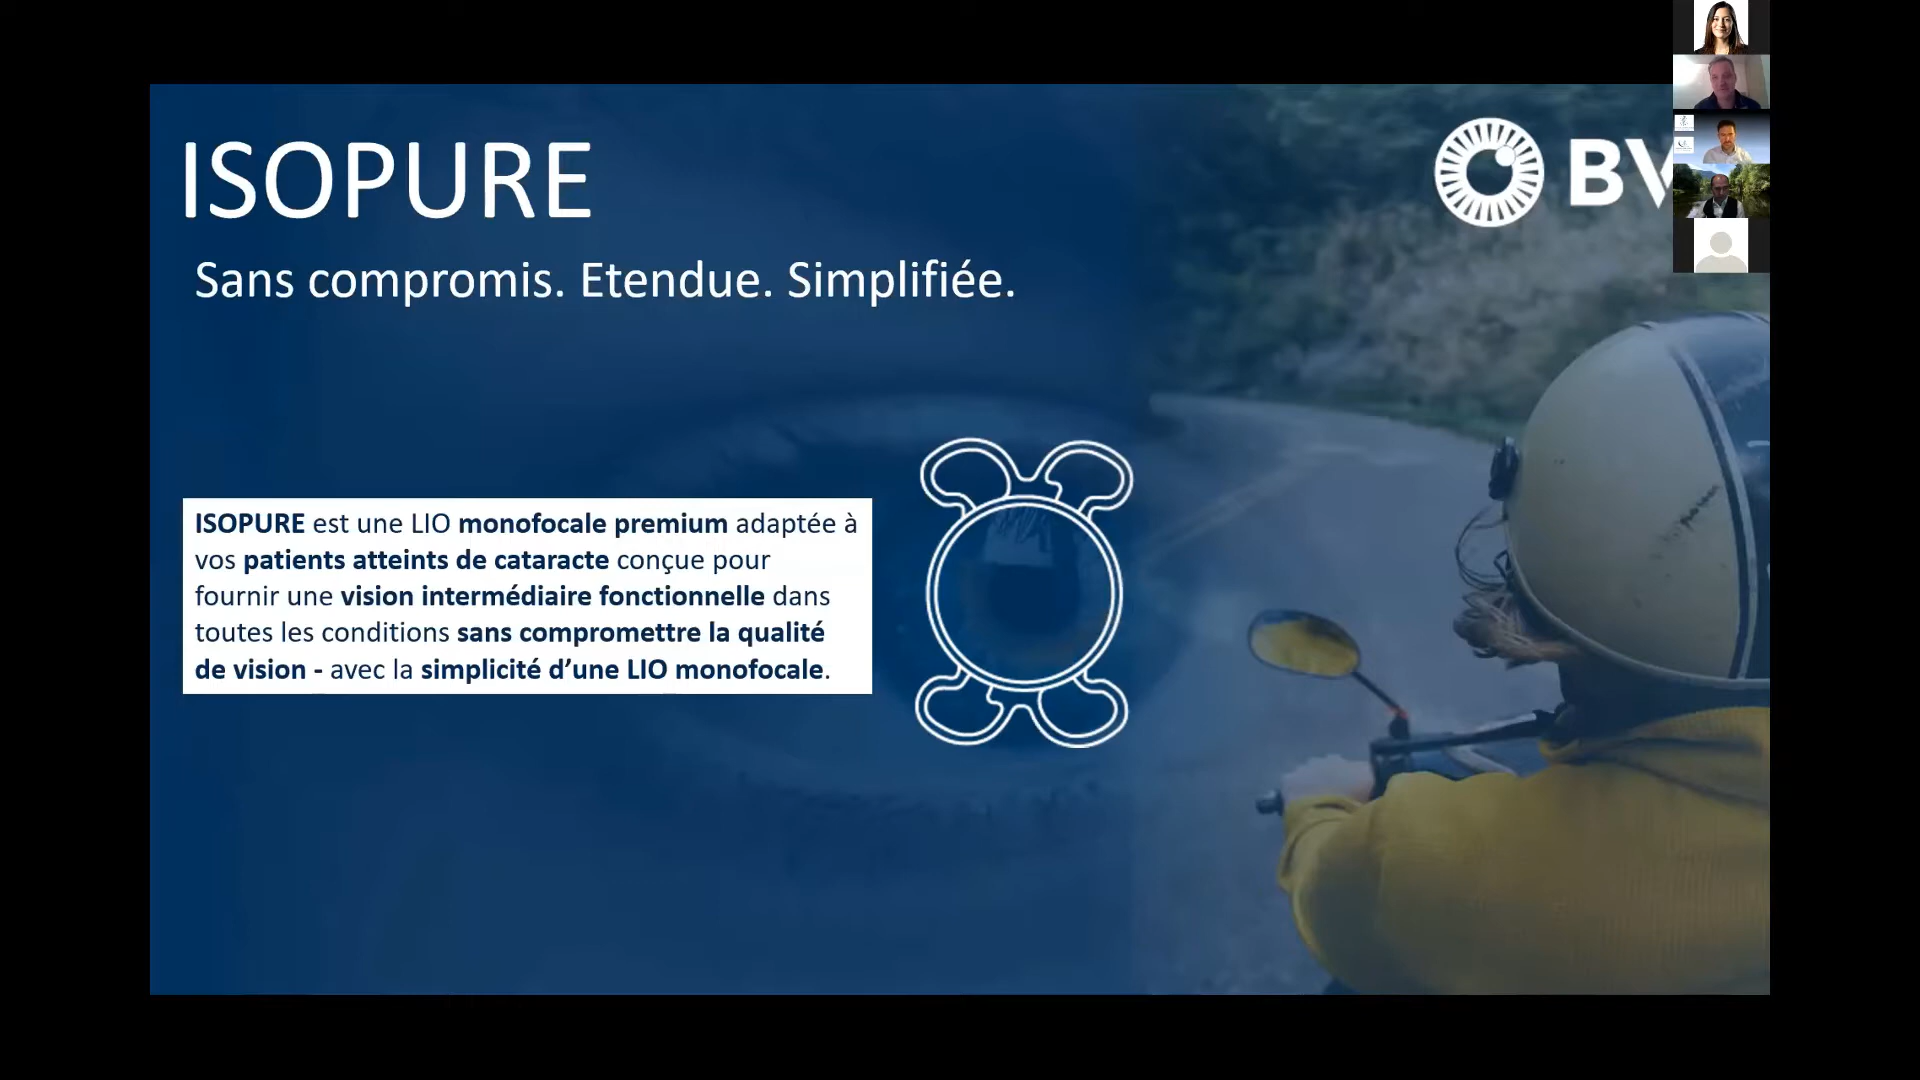 ISOPURE
BV
Sans compromis. Etendue. Simplifiée.
ISOPURE est une LIO monofocale premium adaptée à
vos patients atteints de cataracte conçue pour
fournir une vision intermédiaire fonctionnelle dans
toutes les conditions sans compromettre la qualité
de vision - avec la simplicité d’une LIO monofocale.